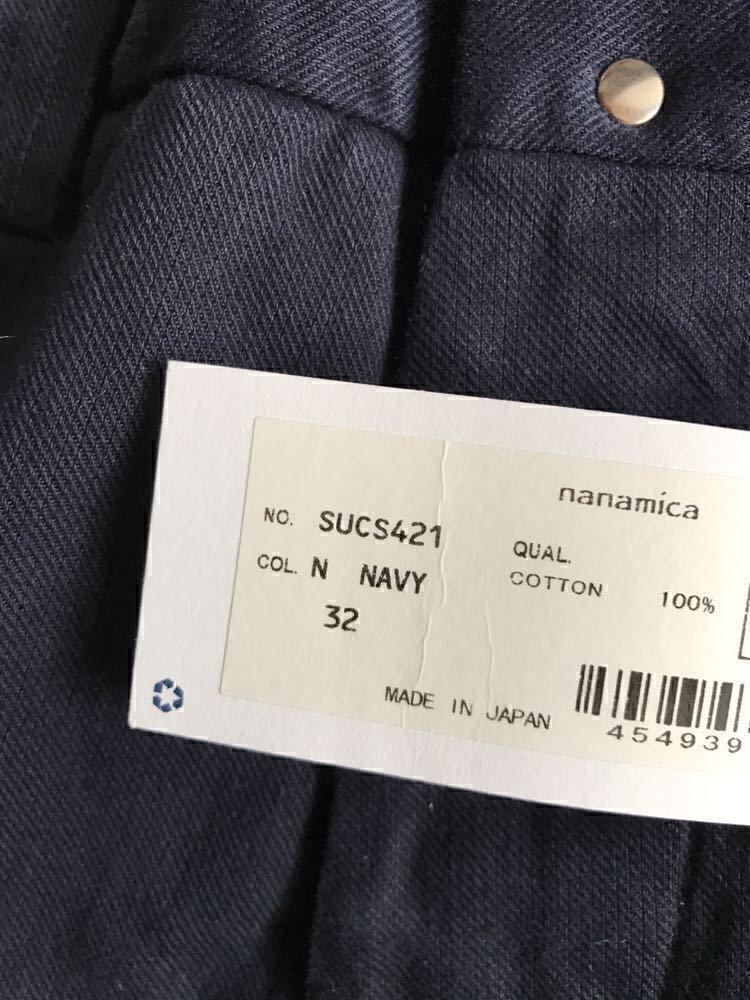 nanamica
NO. SUCS421
COL. N NAVY
32
QUAL.
COTTON 100%
MADE IN JAPAN
454939